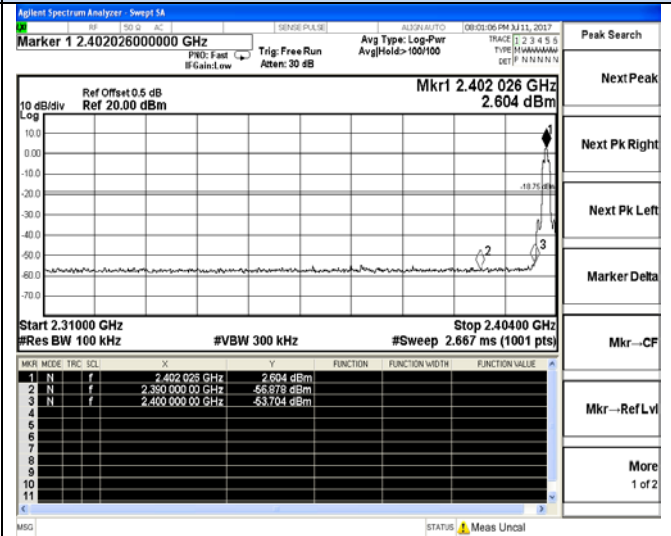 Agilent Spectrum Analyzer - Swept SA
RF 50 Ω AC SENSE:PULSE ALIGNAUTO 08:01:06 PM Jul 11, 2017
Marker 1 2.402026000000 GHz
PNO: Fast
IFGain:Low
Trig: Free Run
Atten: 30 dB
Avg Type: Log-Pwr
Avg|Hold:>100/100
TRACE 1 2 3 4 5 6
TYPE MWWWWW
DET P NNNNN
Peak Search
Mkr1 2.402 026 GHz
2.604 dBm
Ref Offset 0.5 dB
Ref 20.00 dBm
10 dB/div
Log
10.0
0.00
-10.0
-20.0
-30.0
-40.0
-50.0
-60.0
-70.0
1
-18.75 dBm
2
3
Start 2.31000 GHz Stop 2.40400 GHz
#Res BW 100 kHz #VBW 300 kHz #Sweep 2.667 ms (1001 pts)
MKR MODE TRC SCL X Y FUNCTION FUNCTION WIDTH FUNCTION VALUE
1 N f 2.402 026 GHz 2.604 dBm
2 N f 2.390 000 00 GHz -56.878 dBm
3 N f 2.400 000 00 GHz -53.704 dBm
4
5
6
7
8
9
10
11
MSG STATUS Meas Uncal
Next Peak
Next Pk Right
Next Pk Left
Marker Delta
Mkr→CF
Mkr→Ref Lvl
More
1 of 2